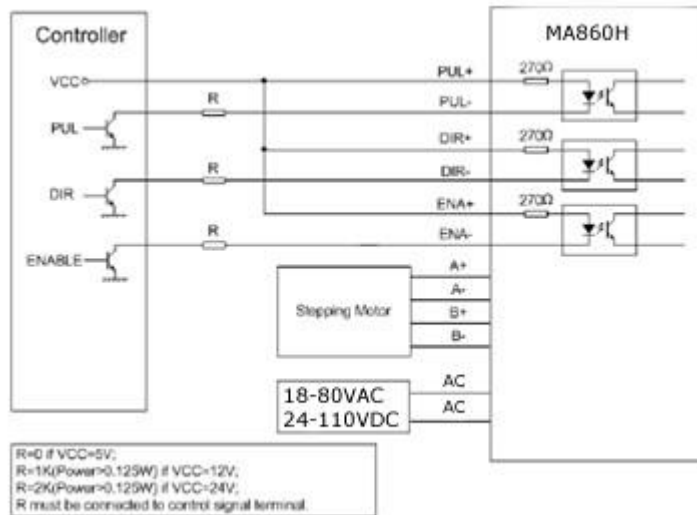 Controller
MA860H
VCC
PUL+
270Ω
R
PUL-
PUL
DIR+
270Ω
R
DIR-
DIR
ENA+
270Ω
R
ENA-
ENABLE
A+
A-
Stepping Motor
B+
B-
18-80VAC
24-110VDC
AC
AC
R=0 if VCC=5V;
R=1K(Power>0.125W) if VCC=12V;
R=2K(Power>0.125W) if VCC=24V;
R must be connected to control signal terminal.